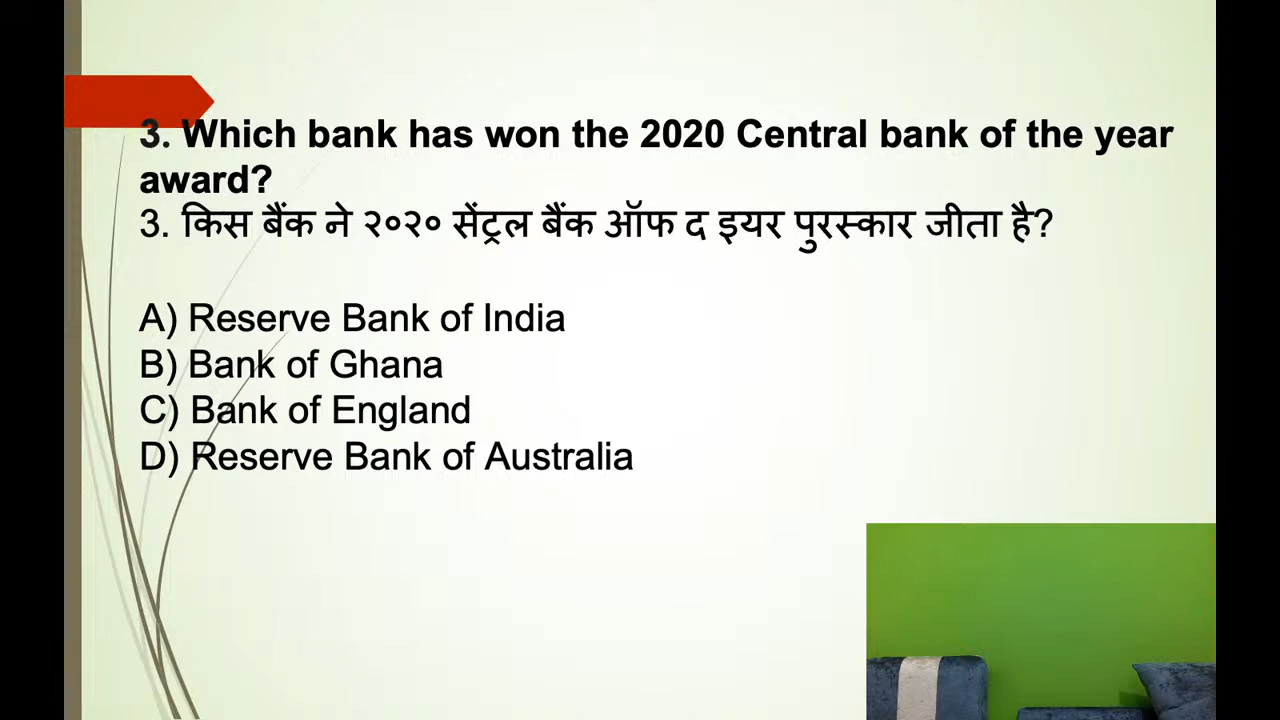 3. Which bank has won the 2020 Central bank of the year
award?
3. किस बैंक ने २०२० सेंट्रल बैंक ऑफ द इयर पुरस्कार जीता है?
A) Reserve Bank of India
B) Bank of Ghana
C) Bank of England
D) Reserve Bank of Australia